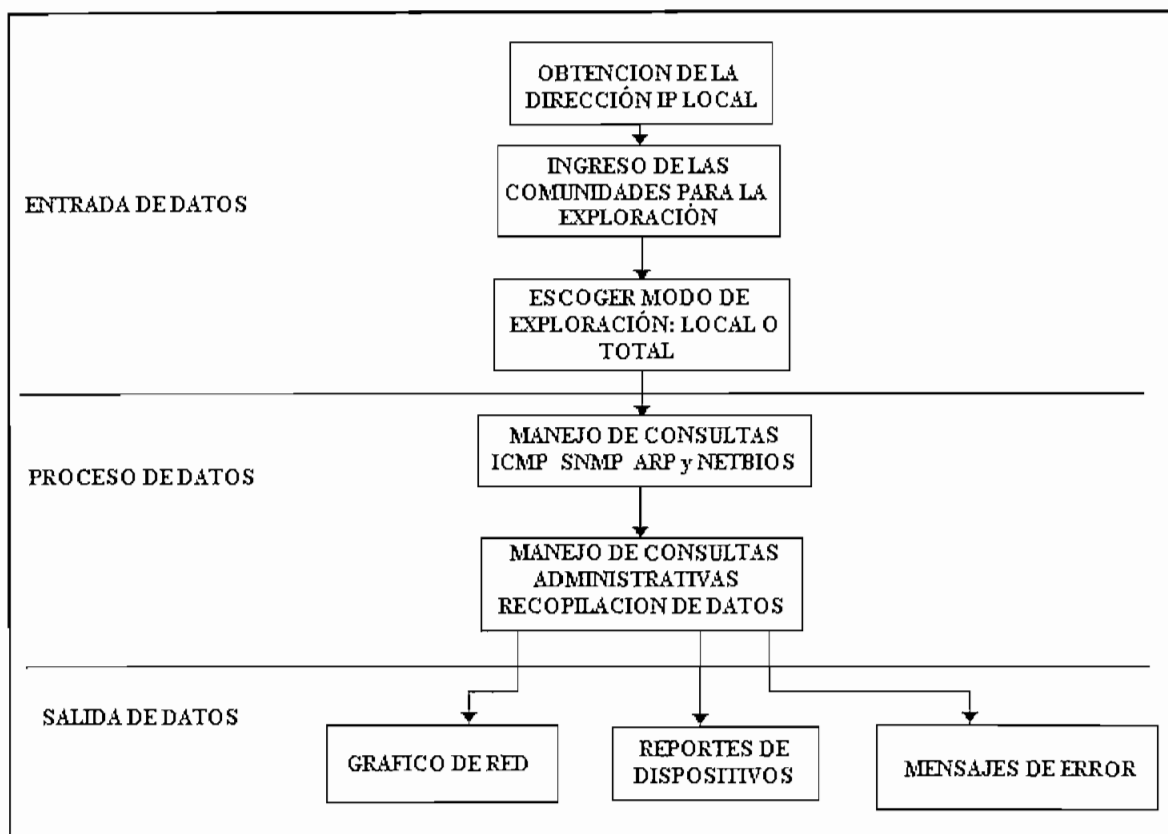 OBTENCION DE LA
DIRECCIÓN IP LOCAL
ENTRADA DE DATOS
INGRESO DE LAS
COMUNIDADES PARA LA
EXPLORACIÓN
ESCOGER MODO DE
EXPLORACIÓN: LOCAL O
TOTAL
PROCESO DE DATOS
MANEJO DE CONSULTAS
ICMP SNMP ARP y NETBIOS
MANEJO DE CONSULTAS
ADMINISTRATIVAS
RECOPILACION DE DATOS
SALIDA DE DATOS
GRAFICO DE RED
REPORTES DE
DISPOSITIVOS
MENSAJES DE ERROR